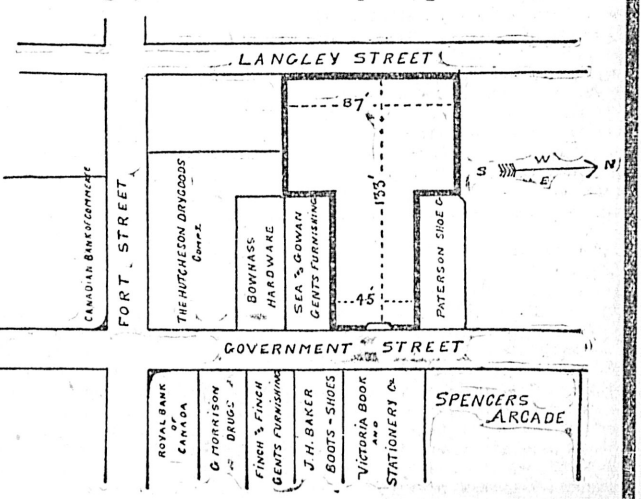 LANGLEY STREET
87'
133'
S W E N
CANADIAN BANK OF COMMERCE
FORT STREET
THE HUTCHESON DRYGOODS
COMPY
BOWNASS
HARDWARE
SEA & GOWAN
GENTS FURNISHING
45'
PATERSON SHOE Co
GOVERNMENT STREET
ROYAL BANK
OF
CANADA
G MORRISON
DRUGS
FINCH & FINCH
GENTS FURNISHING
J.H. BAKER
BOOTS - SHOES
VICTORIA BOOK
AND
STATIONERY Co
SPENCERS
ARCADE